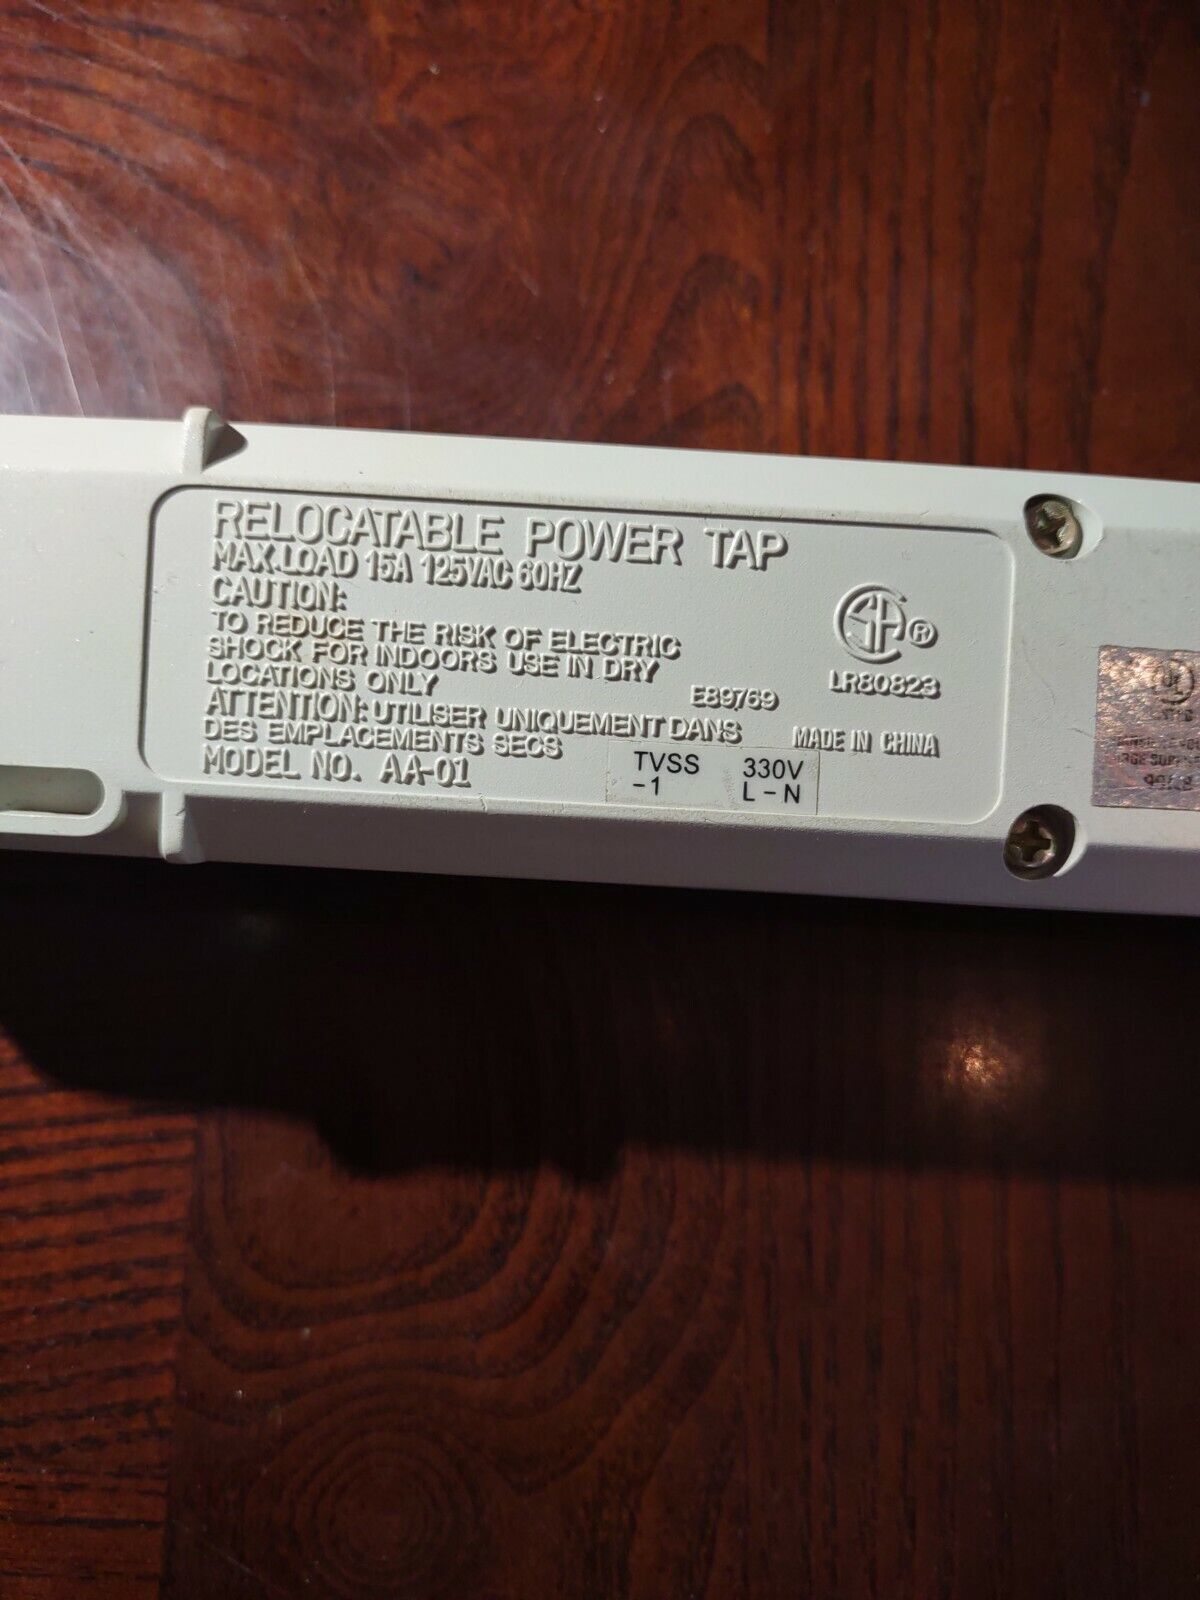 RELOCATABLE POWER TAP
MAX.LOAD 15A 125VAC 60HZ
CAUTION:
TO REDUCE THE RISK OF ELECTRIC
SHOCK FOR INDOORS USE IN DRY
LOCATIONS ONLY
E89769
ATTENTION: UTILISER UNIQUEMENT DANS
DES EMPLACEMENTS SECS
MODEL NO. AA-01
SA®
LR80823
MADE IN CHINA
TVSS 330V
-1 L-N
UL